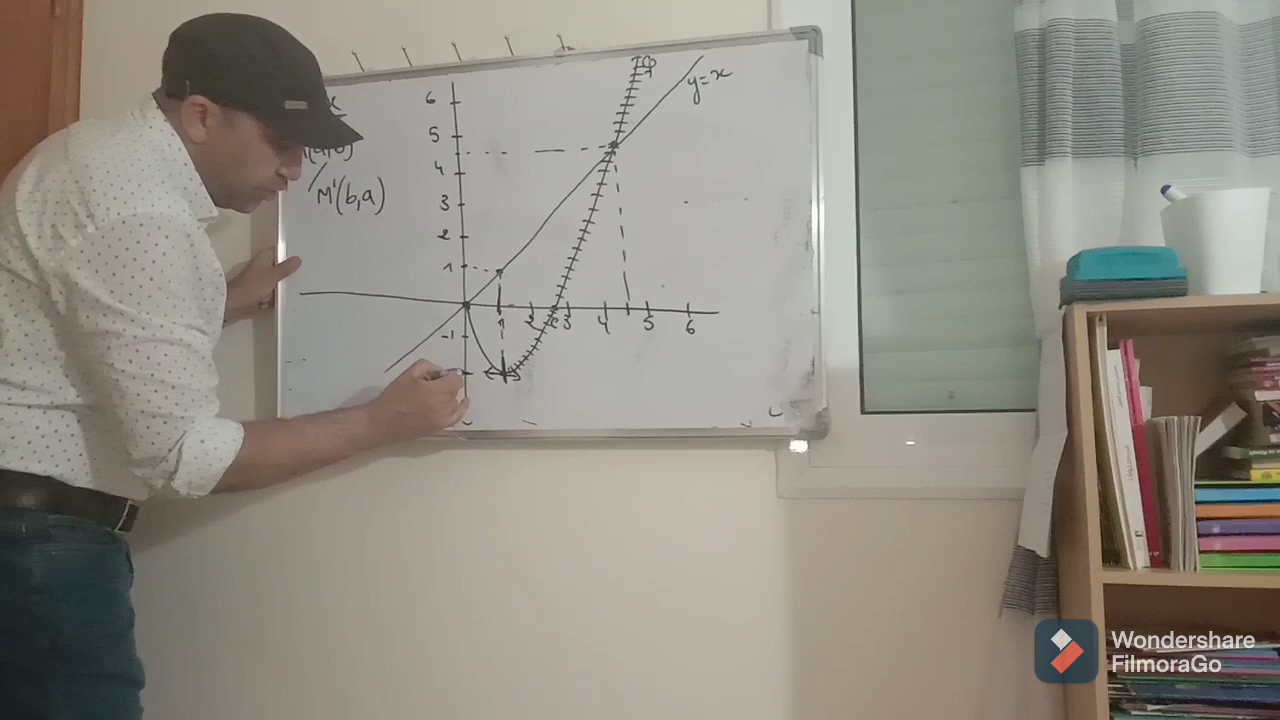 y=x
6
5
4
3
2
1
-1
M'(b,a)
1 2 3 4 5 6
Wondershare
FilmoraGo